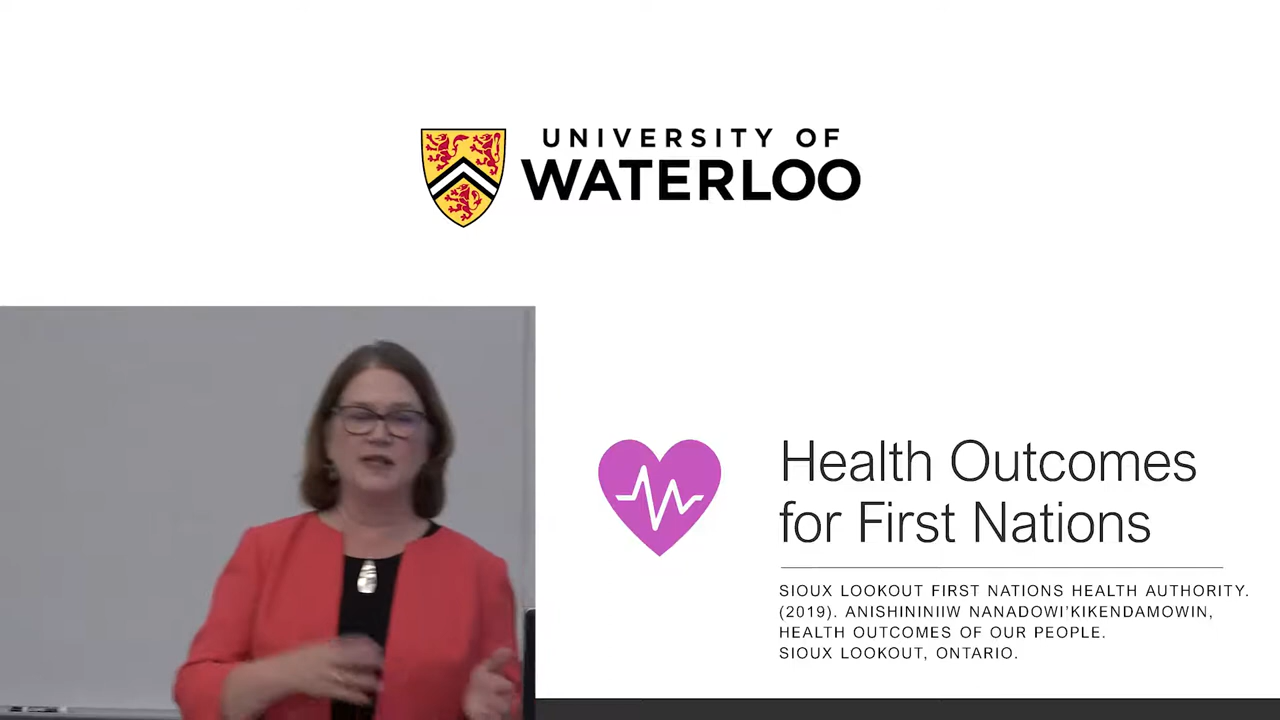 UNIVERSITY OF
WATERLOO
Health Outcomes
for First Nations
SIOUX LOOKOUT FIRST NATIONS HEALTH AUTHORITY.
(2019). ANISHININIIW NANADOWI'KIKENDAMOWIN,
HEALTH OUTCOMES OF OUR PEOPLE.
SIOUX LOOKOUT, ONTARIO.